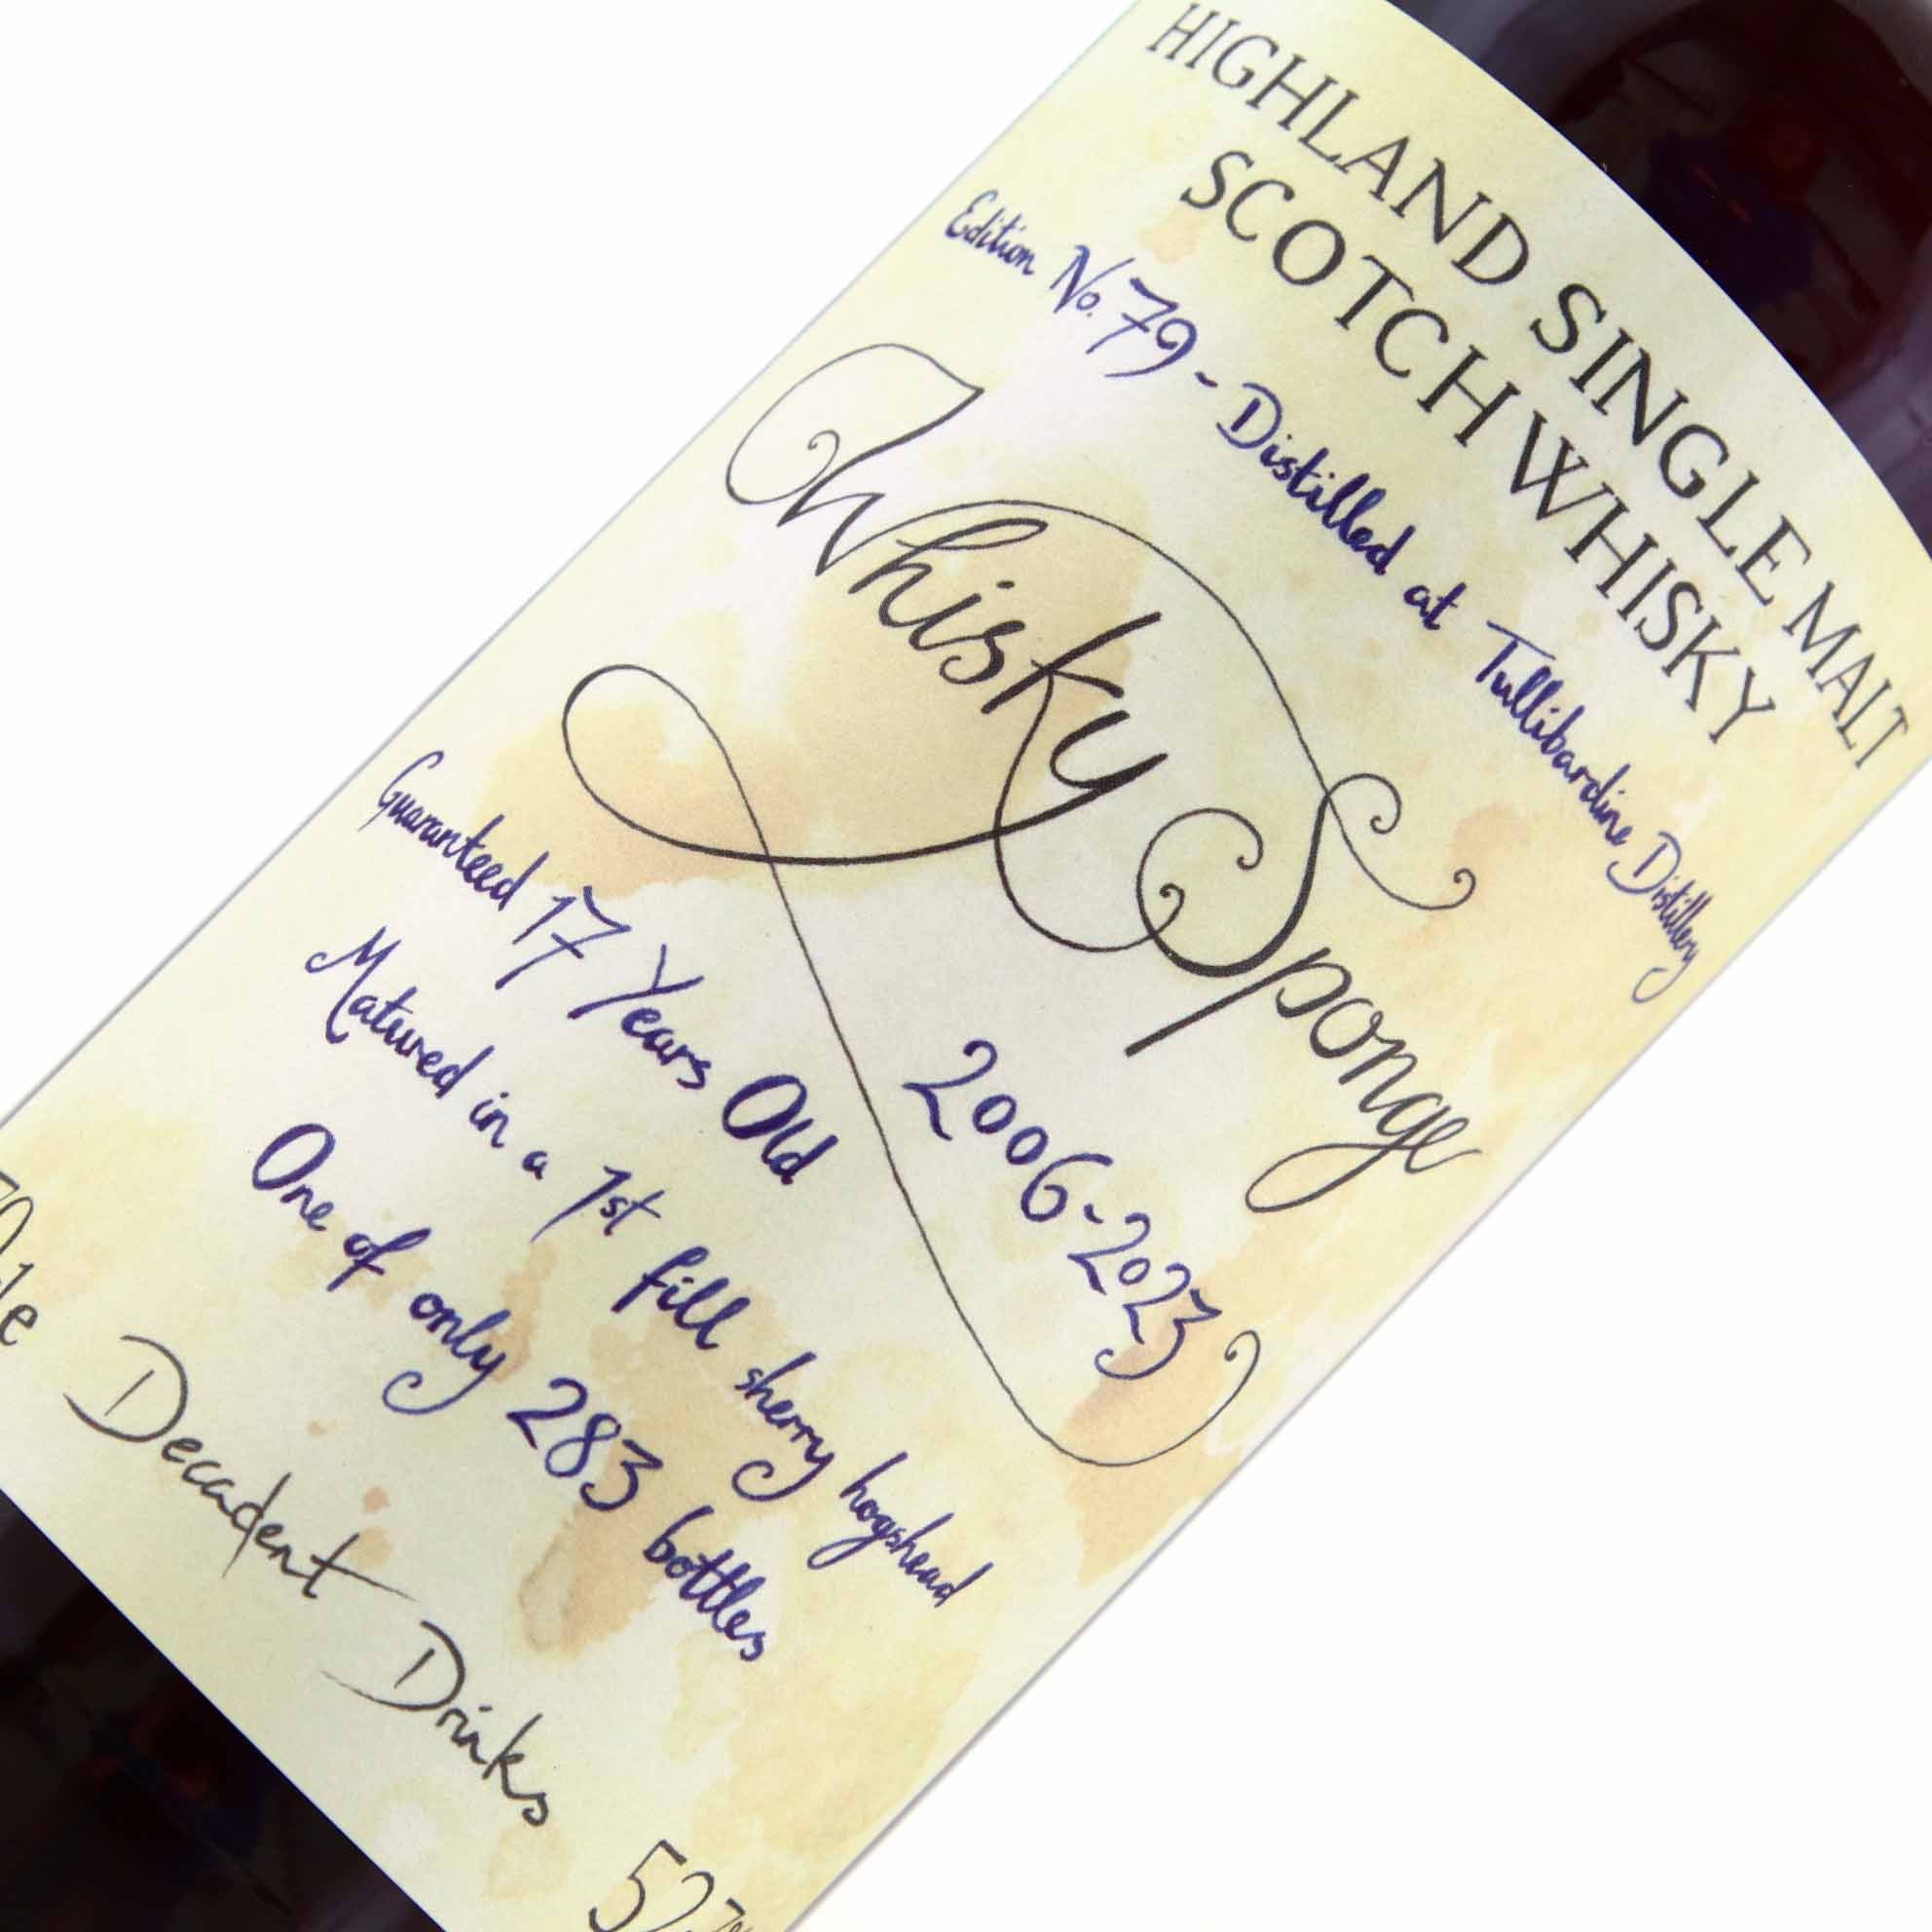 HIGHLAND SINGLE MALT
SCOTCH WHISKY
Edition No. 79 - Distilled at Tullibardine Distillery
Whisky Sponge
2006-2023
Guaranteed 17 Years Old
Matured in a 1st fill sherry hogshead
One of only 283 bottles
Decadent Drinks